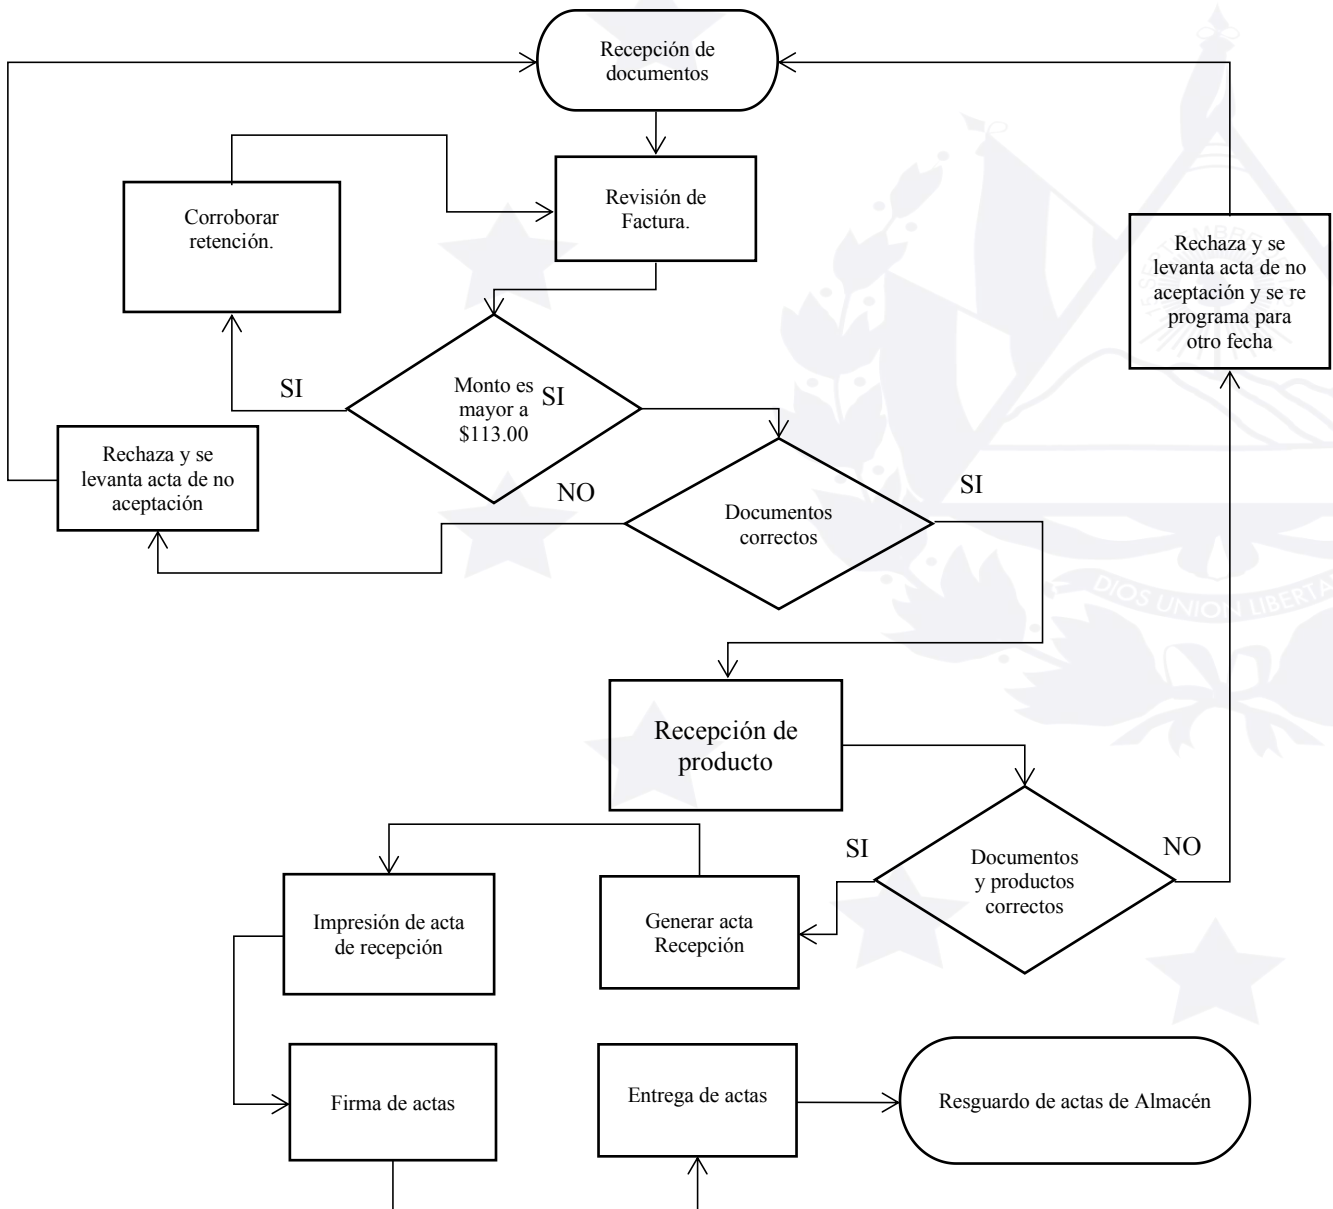 Recepción de
documentos
Revisión de
Factura.
Corroborar
retención.
Rechaza y se
levanta acta de no
aceptación y se re
programa para
otro fecha
SI
Monto es
mayor a
$113.00
SI
Rechaza y se
levanta acta de no
aceptación
NO
SI
Documentos
correctos
Recepción de
producto
SI
NO
Documentos
y productos
correctos
Impresión de acta
de recepción
Generar acta
Recepción
Firma de actas
Entrega de actas
Resguardo de actas de Almacén
DIOS UNION LIBERTA